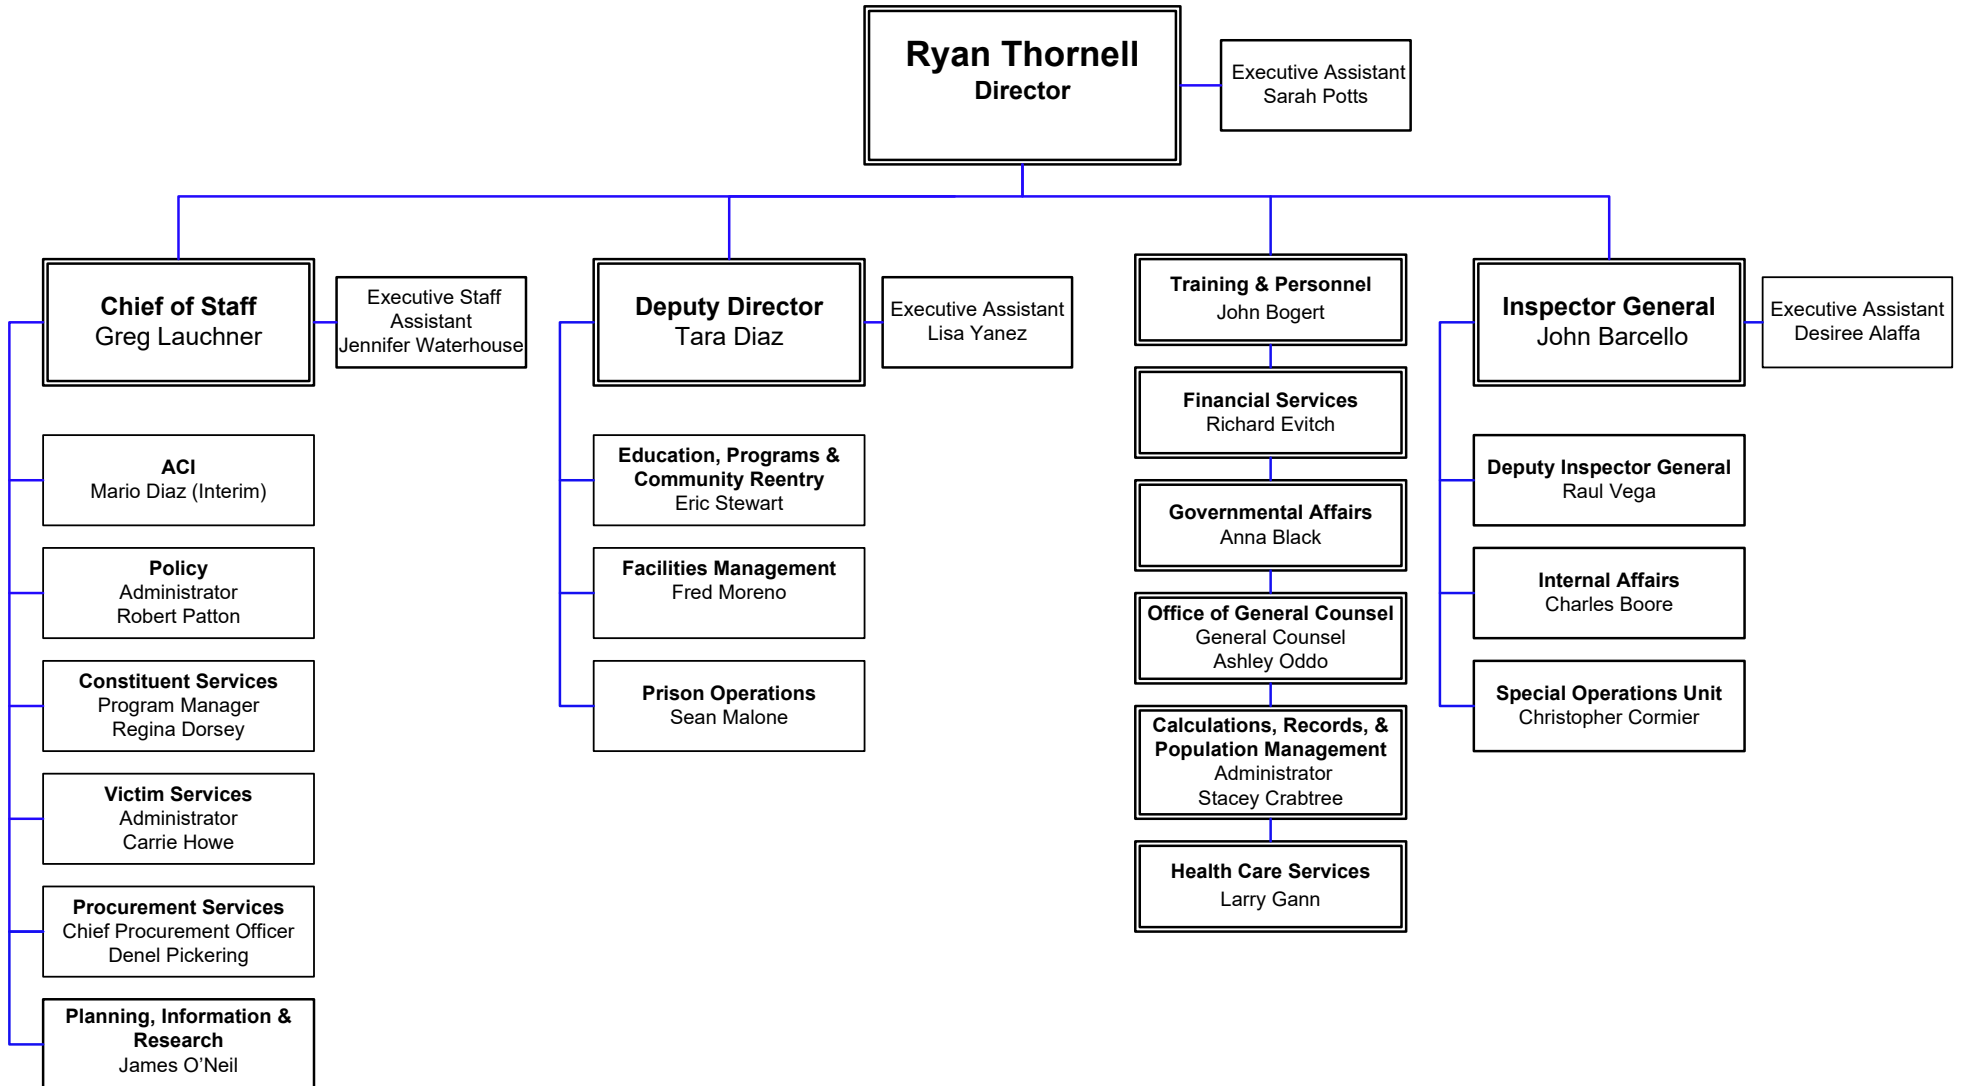 Ryan Thornell
Director
Executive Assistant
Sarah Potts
Chief of Staff
Greg Lauchner
Executive Staff
Assistant
Jennifer Waterhouse
ACI
Mario Diaz (Interim)
Policy
Administrator
Robert Patton
Constituent Services
Program Manager
Regina Dorsey
Victim Services
Administrator
Carrie Howe
Procurement Services
Chief Procurement Officer
Denel Pickering
Planning, Information &
Research
James O’Neil
Deputy Director
Tara Diaz
Executive Assistant
Lisa Yanez
Education, Programs &
Community Reentry
Eric Stewart
Facilities Management
Fred Moreno
Prison Operations
Sean Malone
Training & Personnel
John Bogert
Financial Services
Richard Evitch
Governmental Affairs
Anna Black
Office of General Counsel
General Counsel
Ashley Oddo
Calculations, Records, &
Population Management
Administrator
Stacey Crabtree
Health Care Services
Larry Gann
Inspector General
John Barcello
Executive Assistant
Desiree Alaffa
Deputy Inspector General
Raul Vega
Internal Affairs
Charles Boore
Special Operations Unit
Christopher Cormier